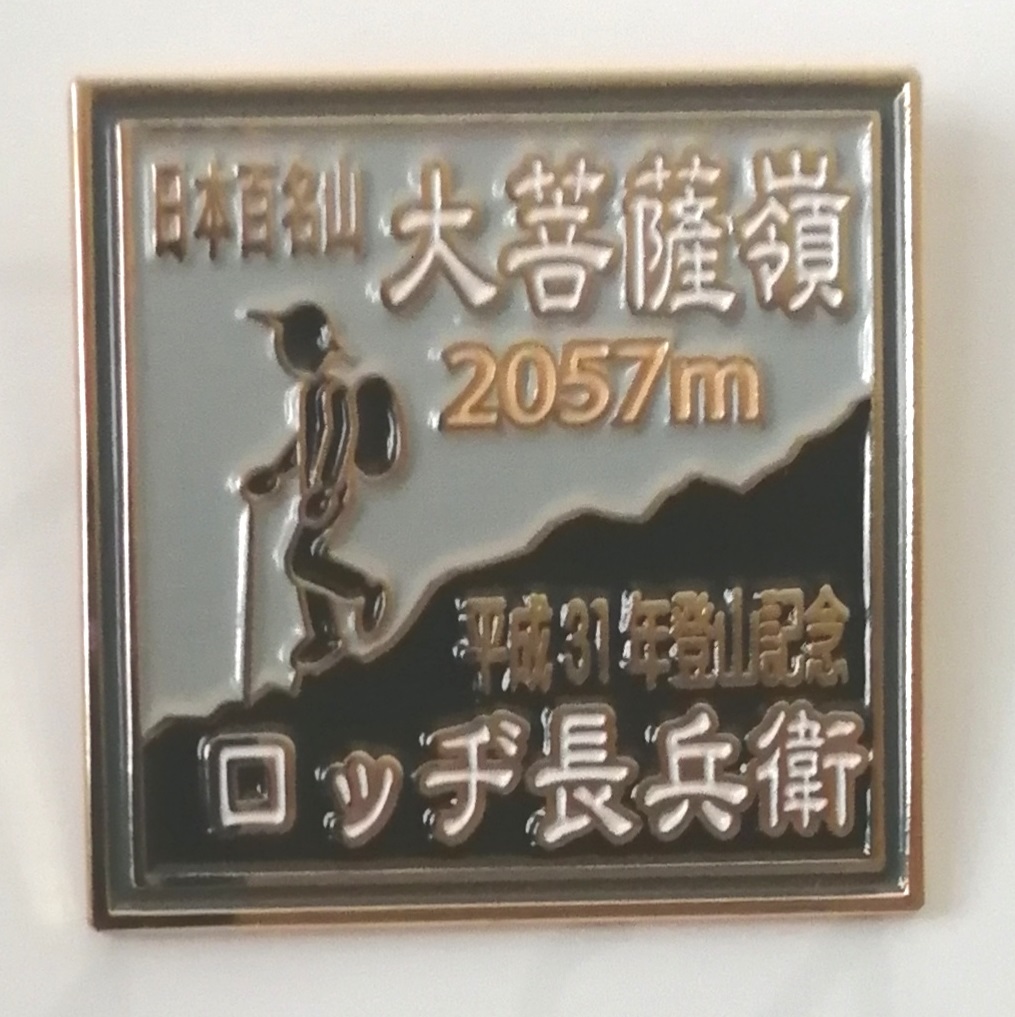 日本百名山
大菩薩嶺
2057m
平成31年登山記念
ロッヂ長兵衛